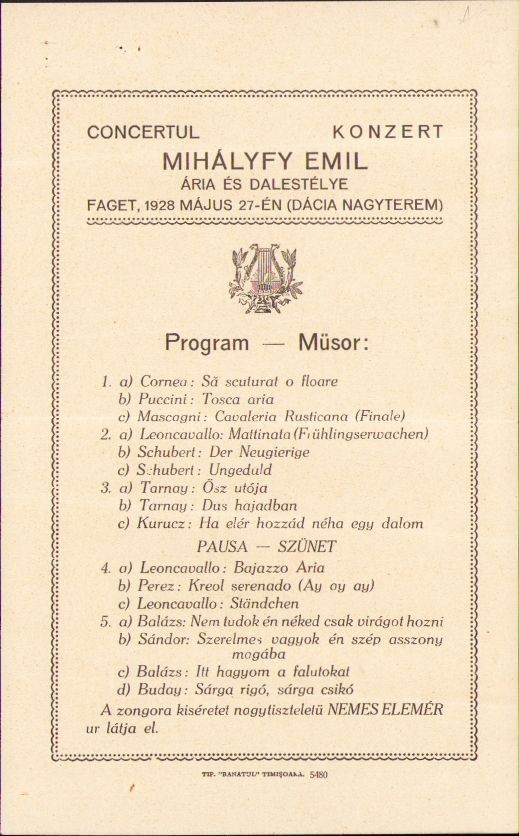 CONCERTUL KONZERT
MIHÁLYFY EMIL
ÁRIA ÉS DALESTÉLYE
FAGET, 1928 MÁJUS 27-ÉN (DÁCIA NAGYTEREM)
Program — Müsor:
1. a) Cornea: Să scuturat o floare
b) Puccini: Tosca aria
c) Mascagni: Cavaleria Rusticana (Finale)
2. a) Leoncavallo: Mattinata (Frühlingserwachen)
b) Schubert: Der Neugierige
c) Schubert: Ungeduld
3. a) Tarnay: Ősz utója
b) Tarnay: Dus hajadban
c) Kurucz: Ha elér hozzád néha egy dalom
PAUSA — SZÜNET
4. a) Leoncavallo: Bajazzo Aria
b) Perez: Kreol serenado (Ay ay ay)
c) Leoncavallo: Ständchen
5. a) Balázs: Nem tudok én néked csak virágot hozni
b) Sándor: Szerelmes vagyok én szép asszony
magába
c) Balázs: Itt hagyom a falutokat
d) Buday: Sárga rigó, sárga csikó
A zongora kiséretet nagytiszteletű NEMES ELEMÉR
ur látja el.
TIP. "BANATUL" TIMIŞOARA. 5480